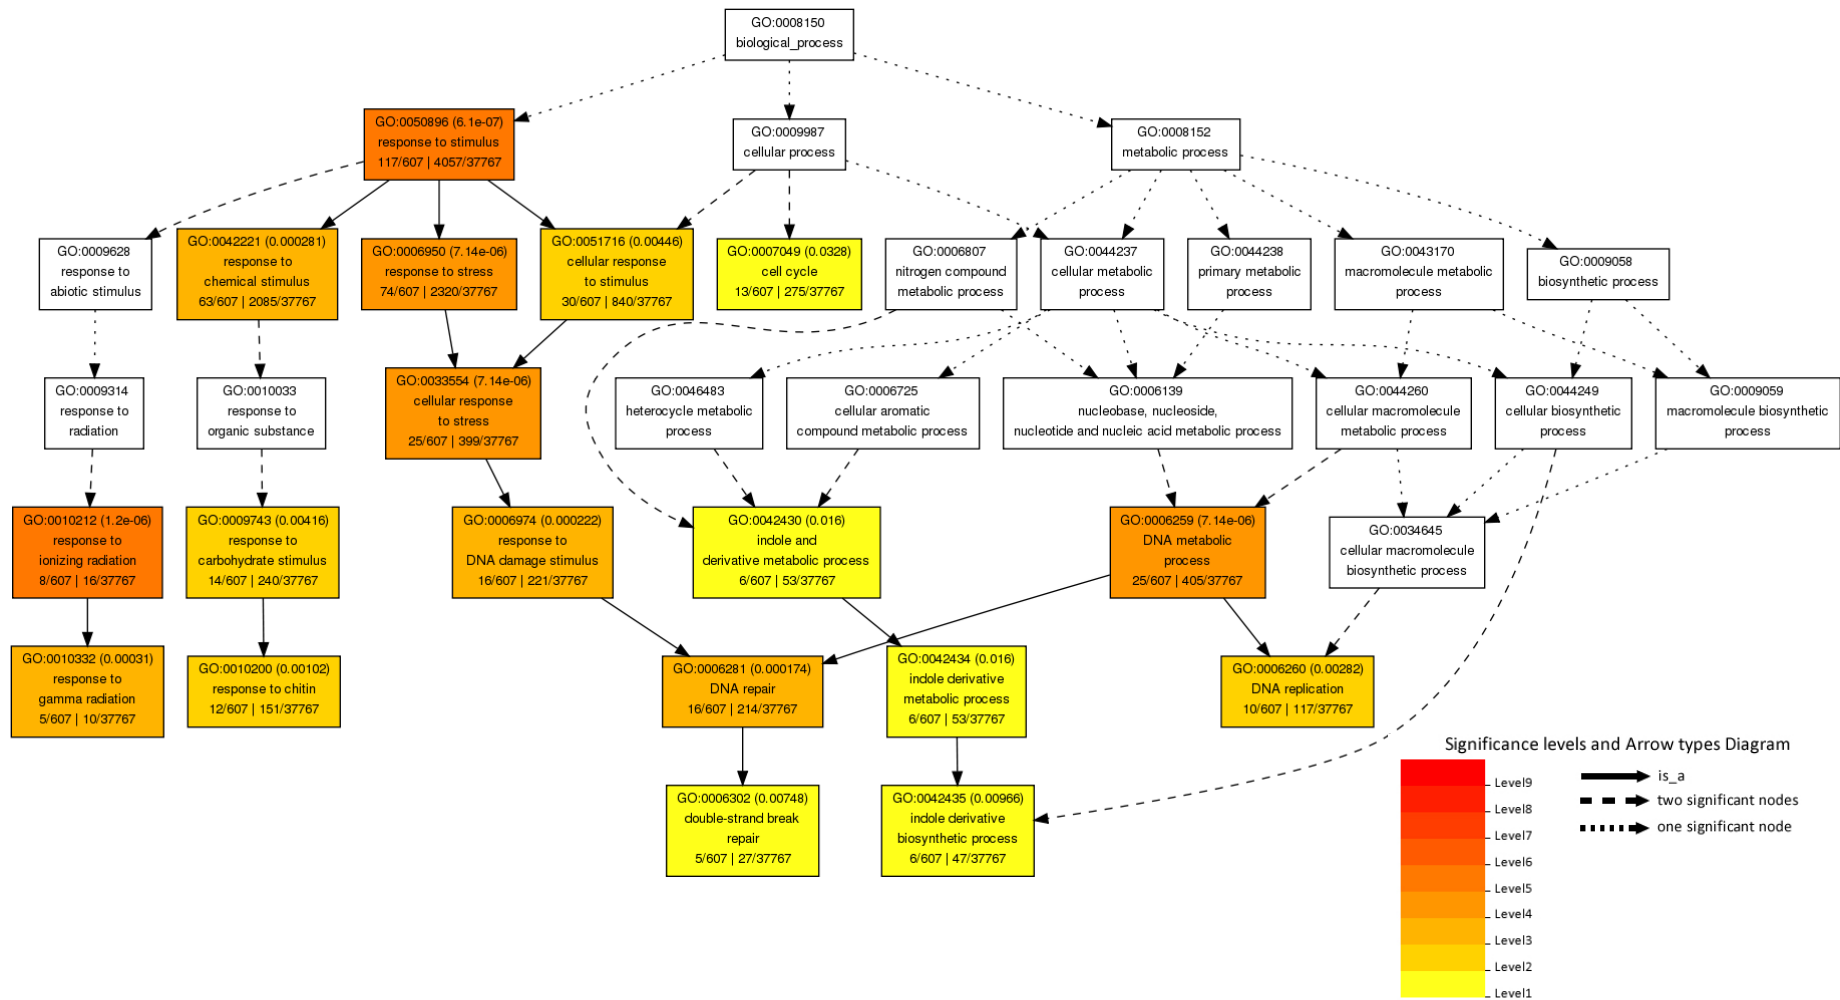 GO:0008150
biological_process
GO:0050896 (6.1e-07)
response to stimulus
117/607 | 4057/37767
GO:0009987
cellular process
GO:0008152
metabolic process
GO:0009628
response to
abiotic stimulus
GO:0042221 (0.000281)
response to
chemical stimulus
63/607 | 2085/37767
GO:0006950 (7.14e-06)
response to stress
74/607 | 2320/37767
GO:0051716 (0.00446)
cellular response
to stimulus
30/607 | 840/37767
GO:0007049 (0.0328)
cell cycle
13/607 | 275/37767
GO:0006807
nitrogen compound
metabolic process
GO:0044237
cellular metabolic
process
GO:0044238
primary metabolic
process
GO:0043170
macromolecule metabolic
process
GO:0009058
biosynthetic process
GO:0009314
response to
radiation
GO:0010033
response to
organic substance
GO:0033554 (7.14e-06)
cellular response
to stress
25/607 | 399/37767
GO:0046483
heterocycle metabolic
process
GO:0006725
cellular aromatic
compound metabolic process
GO:0006139
nucleobase, nucleoside,
nucleotide and nucleic acid metabolic process
GO:0044260
cellular macromolecule
metabolic process
GO:0044249
cellular biosynthetic
process
GO:0009059
macromolecule biosynthetic
process
GO:0010212 (1.2e-06)
response to
ionizing radiation
8/607 | 16/37767
GO:0009743 (0.00416)
response to
carbohydrate stimulus
14/607 | 240/37767
GO:0006974 (0.000222)
response to
DNA damage stimulus
16/607 | 221/37767
GO:0042430 (0.016)
indole and
derivative metabolic process
6/607 | 53/37767
GO:0006259 (7.14e-06)
DNA metabolic
process
25/607 | 405/37767
GO:0034645
cellular macromolecule
biosynthetic process
GO:0010332 (0.00031)
response to
gamma radiation
5/607 | 10/37767
GO:0010200 (0.00102)
response to chitin
12/607 | 151/37767
GO:0006281 (0.000174)
DNA repair
16/607 | 214/37767
GO:0042434 (0.016)
indole derivative
metabolic process
6/607 | 53/37767
GO:0006260 (0.00282)
DNA replication
10/607 | 117/37767
GO:0006302 (0.00748)
double-strand break
repair
5/607 | 27/37767
GO:0042435 (0.00966)
indole derivative
biosynthetic process
6/607 | 47/37767
Significance levels and Arrow types Diagram
Level9
Level8
Level7
Level6
Level5
Level4
Level3
Level2
Level1
is_a
two significant nodes
one significant node